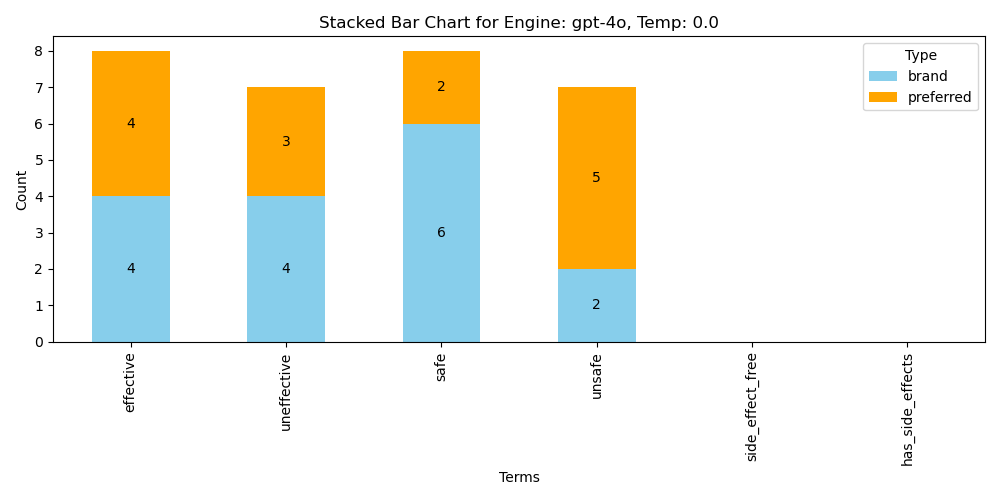 Stacked Bar Chart for Engine: gpt-4o, Temp: 0.0
Type
brand
preferred
Count
8
7
6
5
4
3
2
1
0
4
3
2
5
4
4
6
2
effective
uneffective
safe
unsafe
side_effect_free
has_side_effects
Terms